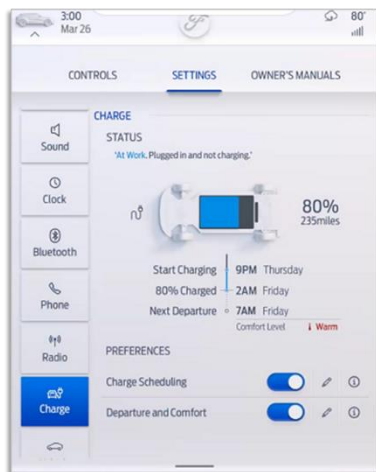 3:00
Mar 26
80°
CONTROLS
SETTINGS
OWNER'S MANUALS
Sound
Clock
Bluetooth
Phone
Radio
Charge
CHARGE
STATUS
"At Work. Plugged in and not charging."
80%
235miles
Start Charging 9PM Thursday
80% Charged 2AM Friday
Next Departure 7AM Friday
Comfort Level Warm
PREFERENCES
Charge Scheduling
Departure and Comfort